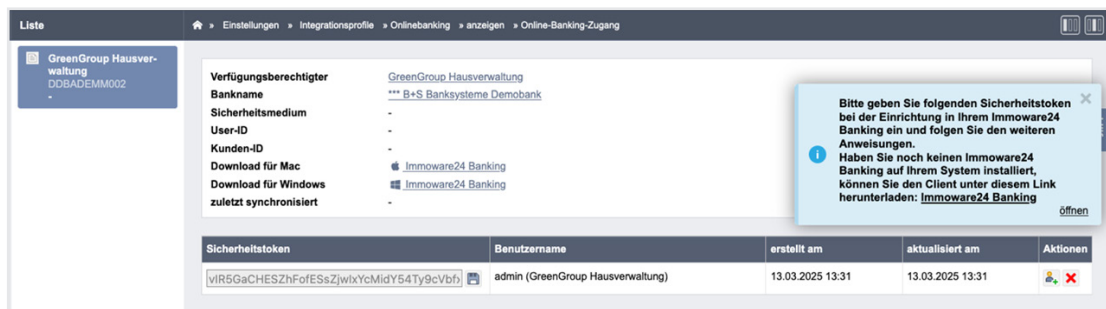 Liste
» Einstellungen » Integrationsprofile » Onlinebanking » anzeigen » Online-Banking-Zugang
GreenGroup Hausver-
waltung
DDBADEMM002
-
Verfügungsberechtigter GreenGroup Hausverwaltung
Bankname *** B+S Banksysteme Demobank
Sicherheitsmedium -
User-ID -
Kunden-ID -
Download für Mac Immoware24 Banking
Download für Windows Immoware24 Banking
zuletzt synchronisiert -
Bitte geben Sie folgenden Sicherheitstoken
bei der Einrichtung in Ihrem Immoware24
Banking ein und folgen Sie den weiteren
Anweisungen.
Haben Sie noch keinen Immoware24
Banking auf Ihrem System installiert,
können Sie den Client unter diesem Link
herunterladen: Immoware24 Banking
öffnen
Sicherheitstoken Benutzername erstellt am aktualisiert am Aktionen
admin (GreenGroup Hausverwaltung) 13.03.2025 13:31 13.03.2025 13:31